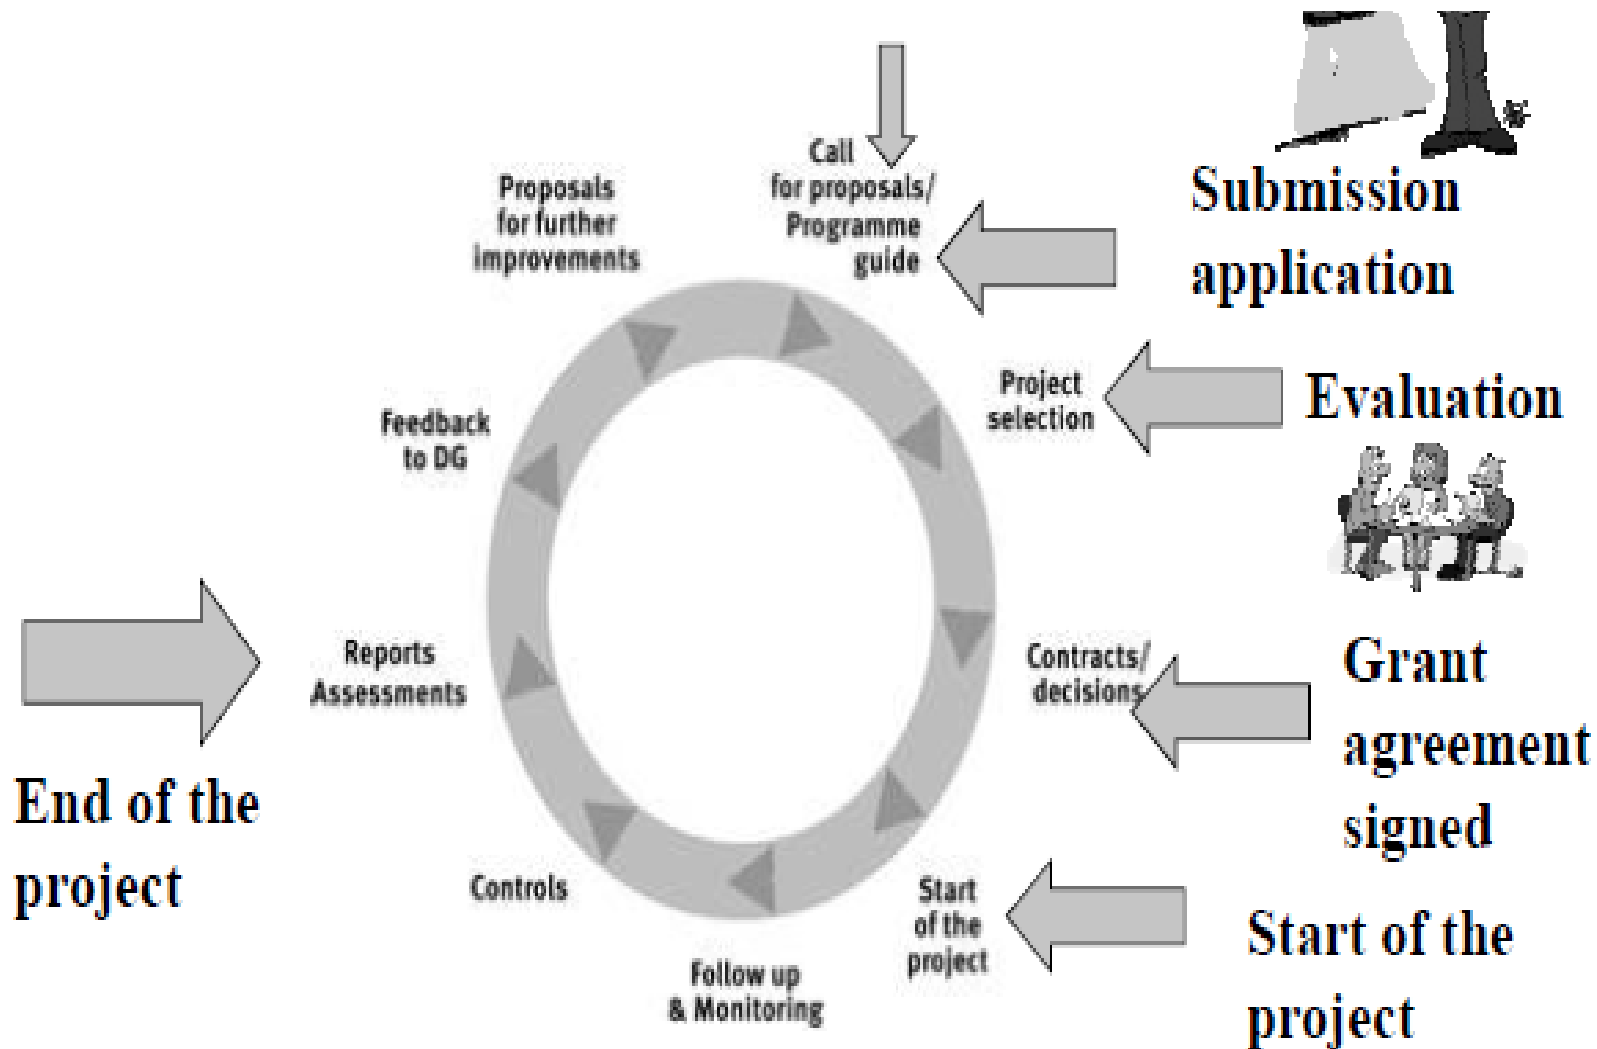 Call
for proposals/
Programme
guide
Submission
application
Project
selection
Evaluation
Contracts/
decisions
Grant
agreement
signed
Start
of the
project
Start of the
project
Follow up
& Monitoring
Controls
Reports
Assessments
End of the
project
Feedback
to DG
Proposals
for further
improvements